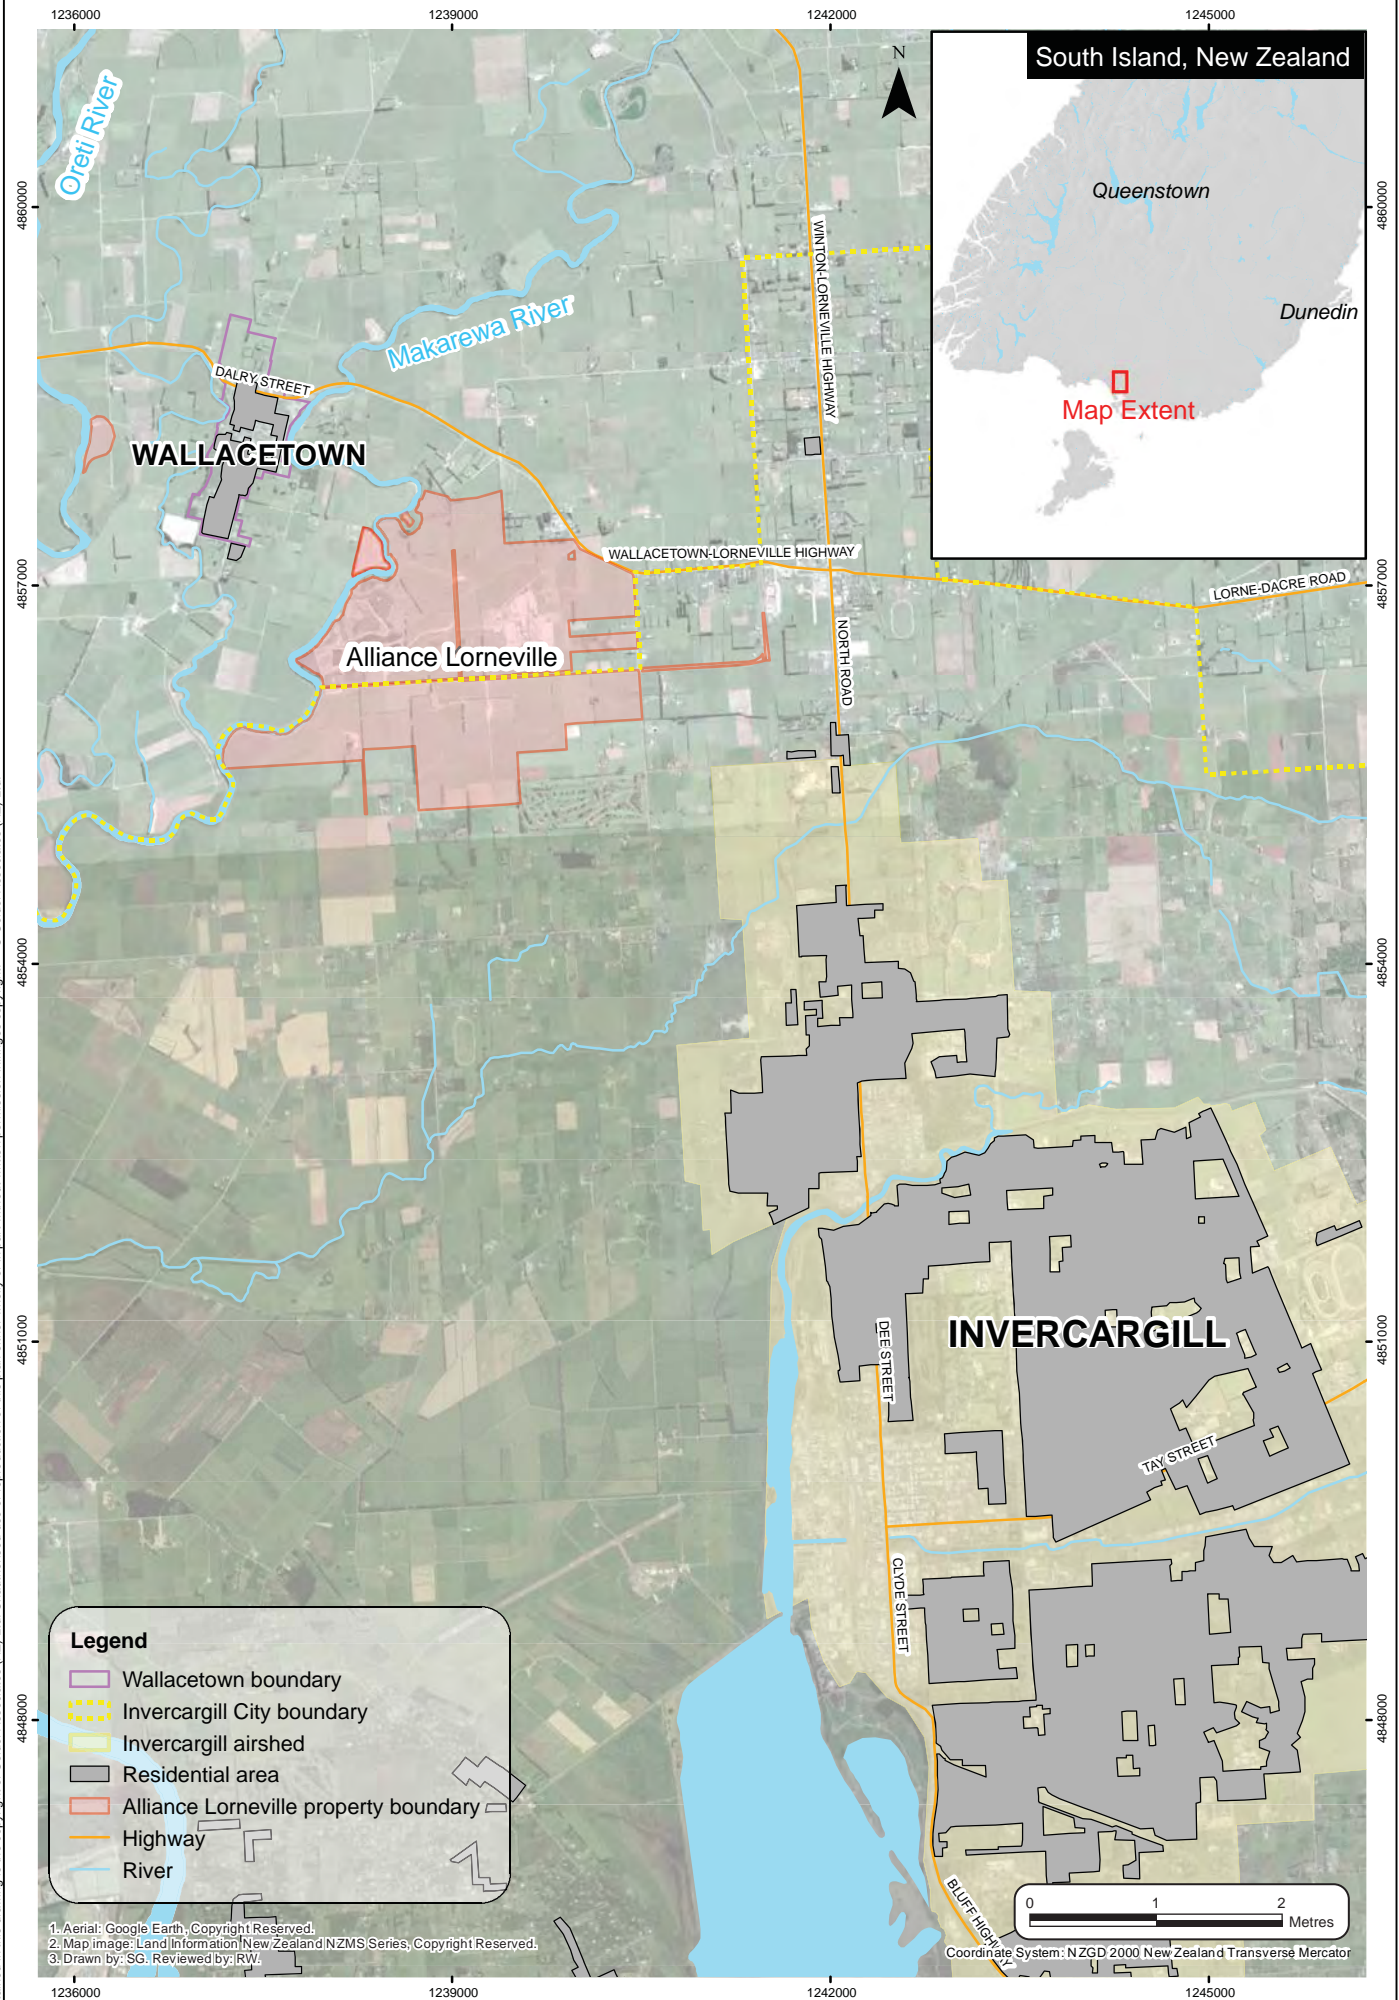 1236000
1239000
1242000
1245000
N
South Island, New Zealand
Queenstown
Dunedin
Map Extent
Oreti River
4860000
4860000
WINTON-LORNEVILLE HIGHWAY
Makarewa River
DALRY STREET
WALLACETOWN
WALLACETOWN-LORNEVILLE HIGHWAY
4857000
4857000
LORNE-DACRE ROAD
Alliance Lorneville
NORTH ROAD
4854000
4854000
4851000
4851000
INVERCARGILL
DEE STREET
TAY STREET
CLYDE STREET
Legend
Wallacetown boundary
Invercargill City boundary
Invercargill airshed
Residential area
Alliance Lorneville property boundary
Highway
River
4848000
4848000
BLUFF HIGHWAY
0 1 2
Metres
1. Aerial: Google Earth, Copyright Reserved.
2. Map image: Land Information New Zealand NZMS Series, Copyright Reserved.
3. Drawn by: SG. Reviewed by: RW.
Coordinate System: NZGD 2000 New Zealand Transverse Mercator
1236000
1239000
1242000
1245000